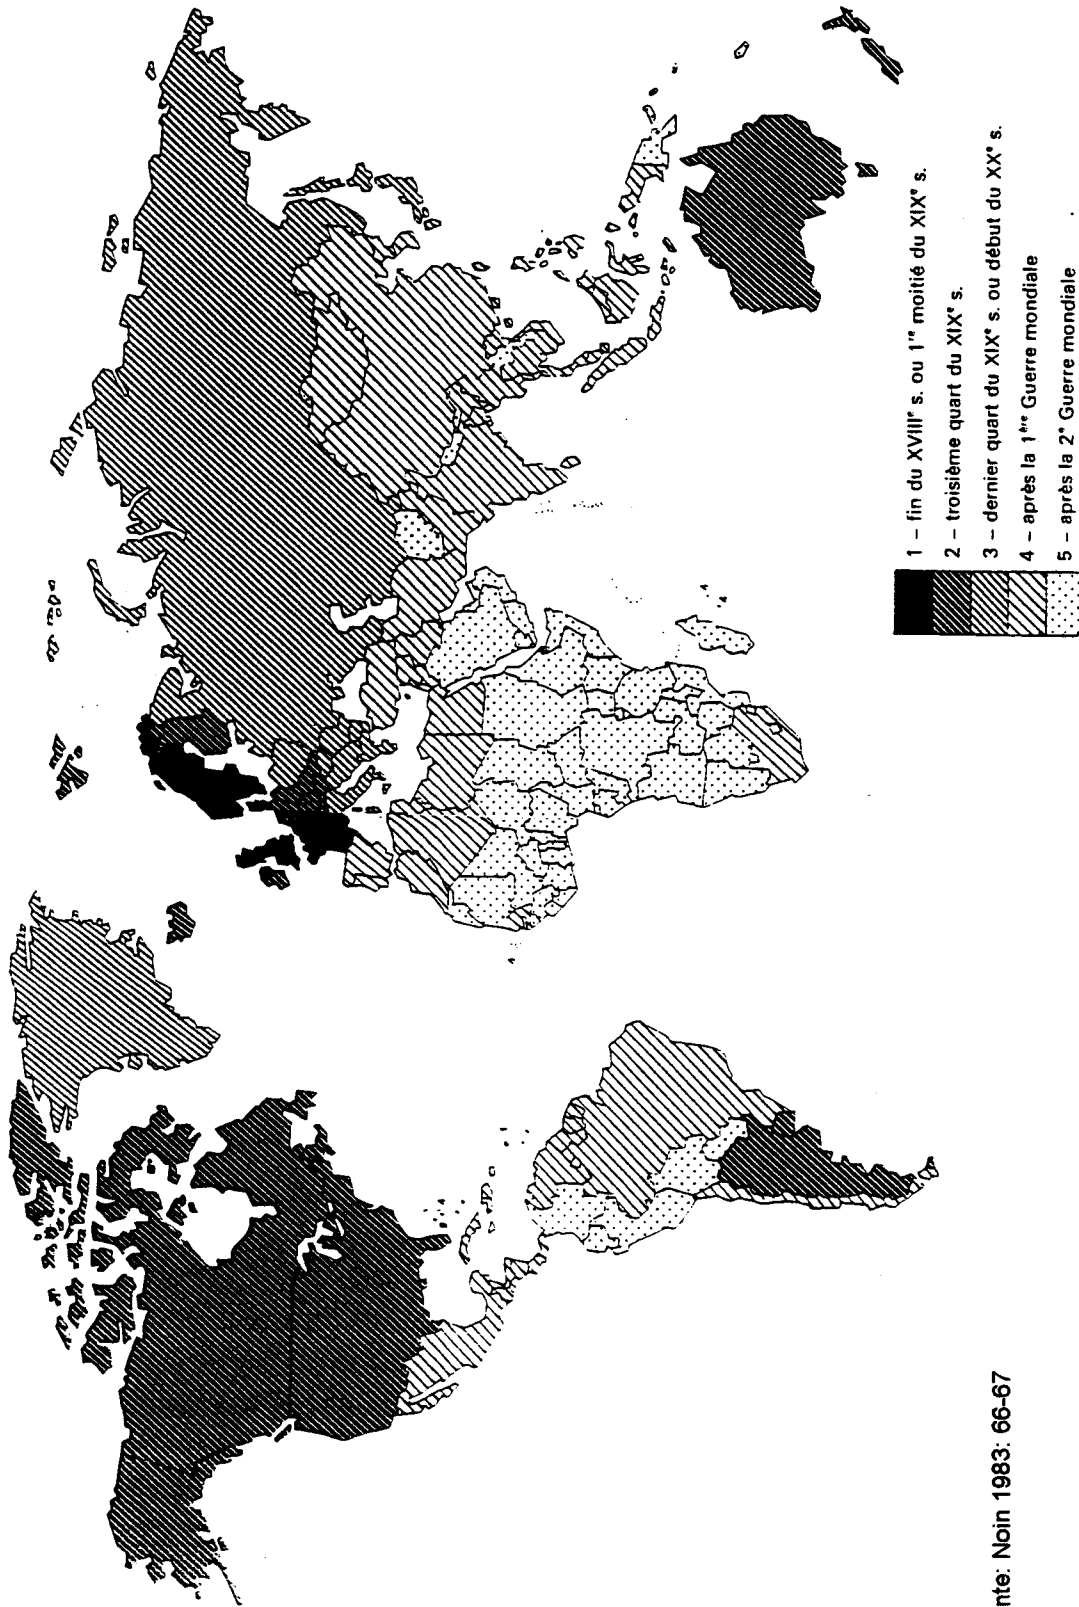 1 – fin du XVIIIᵉ s. ou 1ʳᵉ moitié du XIXᵉ s.
2 – troisième quart du XIXᵉ s.
3 – dernier quart du XIXᵉ s. ou début du XXᵉ s.
4 – après la 1ᵉʳᵉ Guerre mondiale
5 – après la 2ᵉ Guerre mondiale
nte: Noin 1983: 66-67